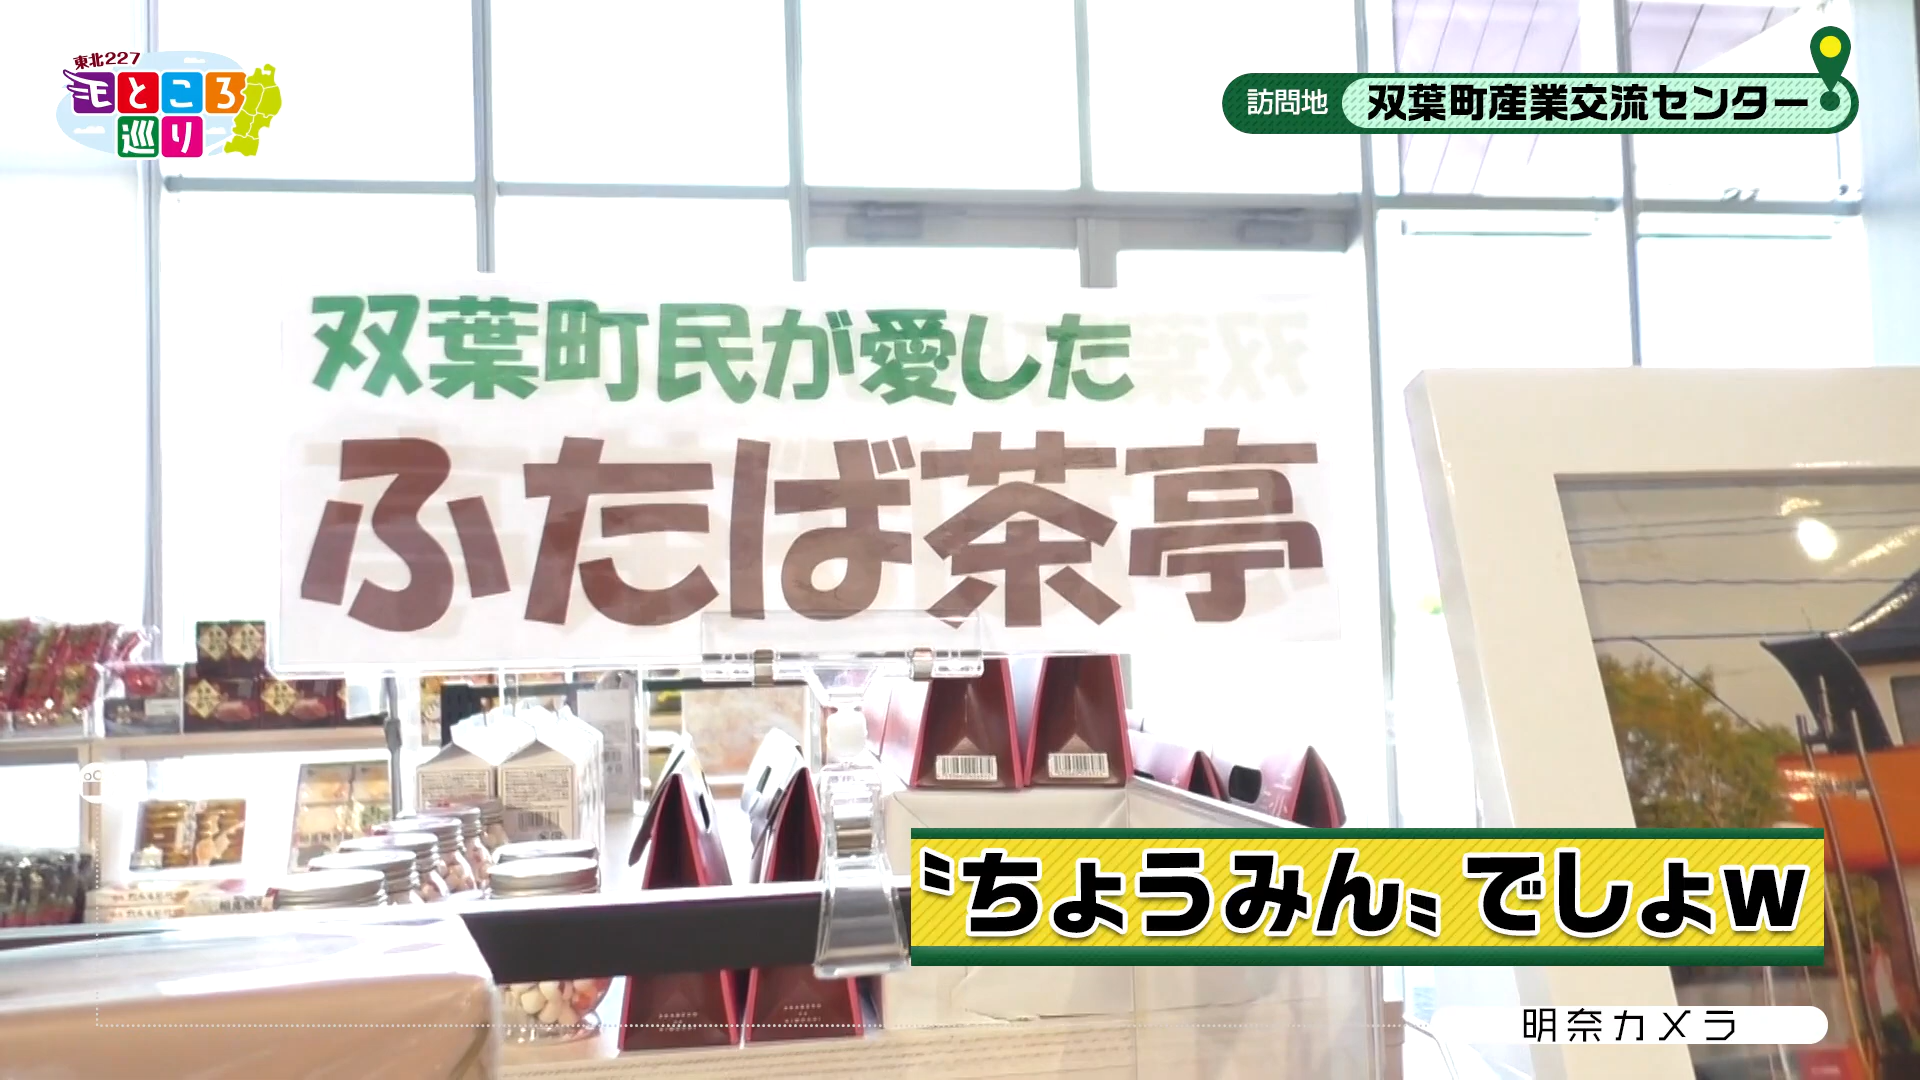 東北227
モところ
巡り
訪問地 双葉町産業交流センター
双葉町民が愛した
ふたば茶亭
〝ちょうみん〟でしょw
明奈カメラ